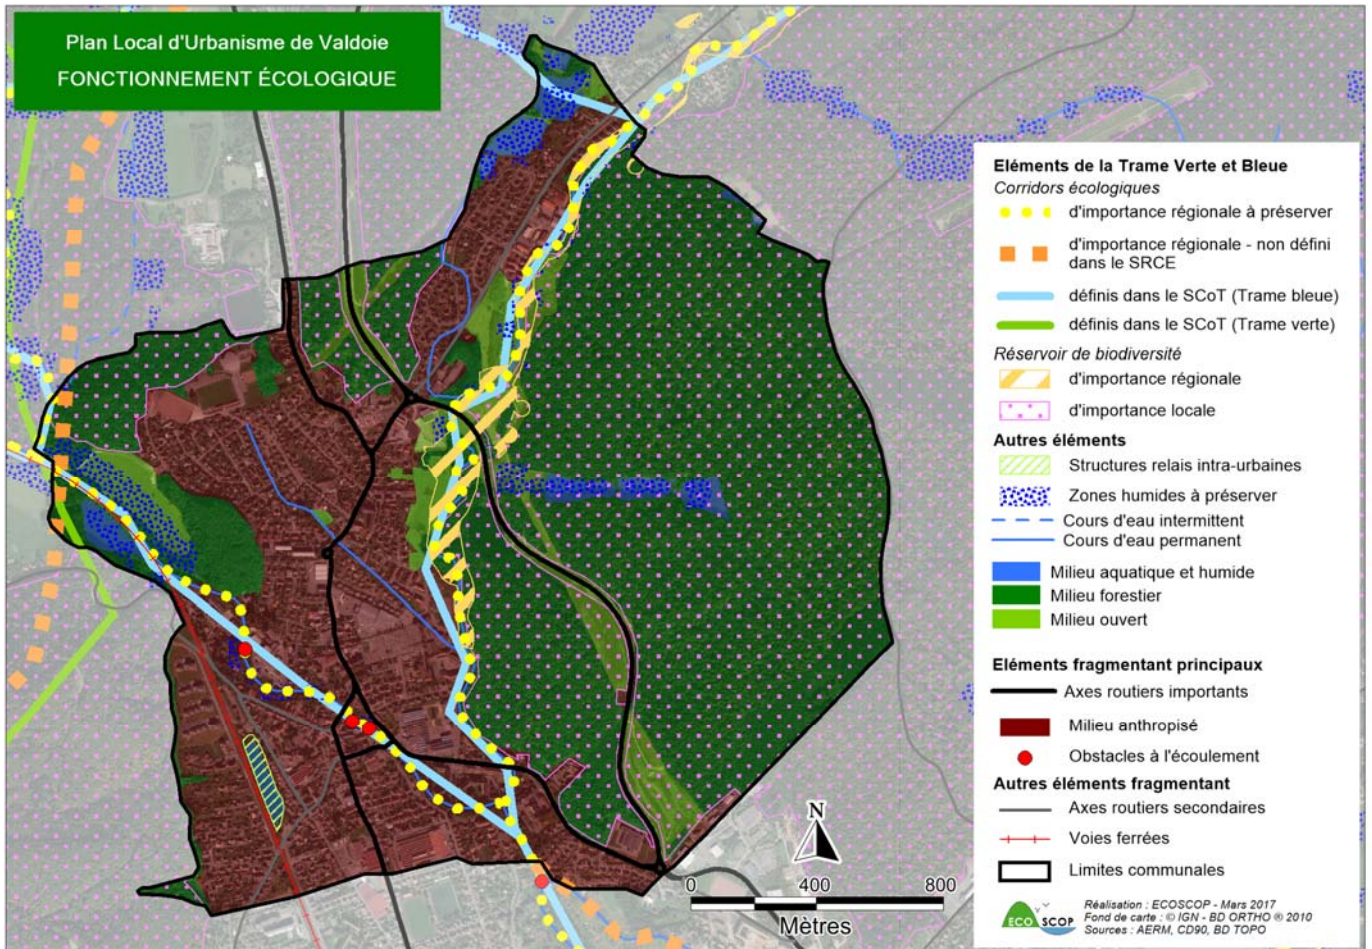 Plan Local d'Urbanisme de Valdoie
FONCTIONNEMENT ÉCOLOGIQUE
Eléments de la Trame Verte et Bleue
Corridors écologiques
d'importance régionale à préserver
d'importance régionale - non défini
dans le SRCE
définis dans le SCoT (Trame bleue)
définis dans le SCoT (Trame verte)
Réservoir de biodiversité
d'importance régionale
d'importance locale
Autres éléments
Structures relais intra-urbaines
Zones humides à préserver
Cours d'eau intermittent
Cours d'eau permanent
Milieu aquatique et humide
Milieu forestier
Milieu ouvert
Eléments fragmentant principaux
Axes routiers importants
Milieu anthropisé
Obstacles à l'écoulement
Autres éléments fragmentant
Axes routiers secondaires
Voies ferrées
Limites communales
ECO SCOP
Réalisation : ECOSCOP - Mars 2017
Fond de carte : © IGN - BD ORTHO ® 2010
Sources : AERM, CD90, BD TOPO
N
0 400 800
Mètres